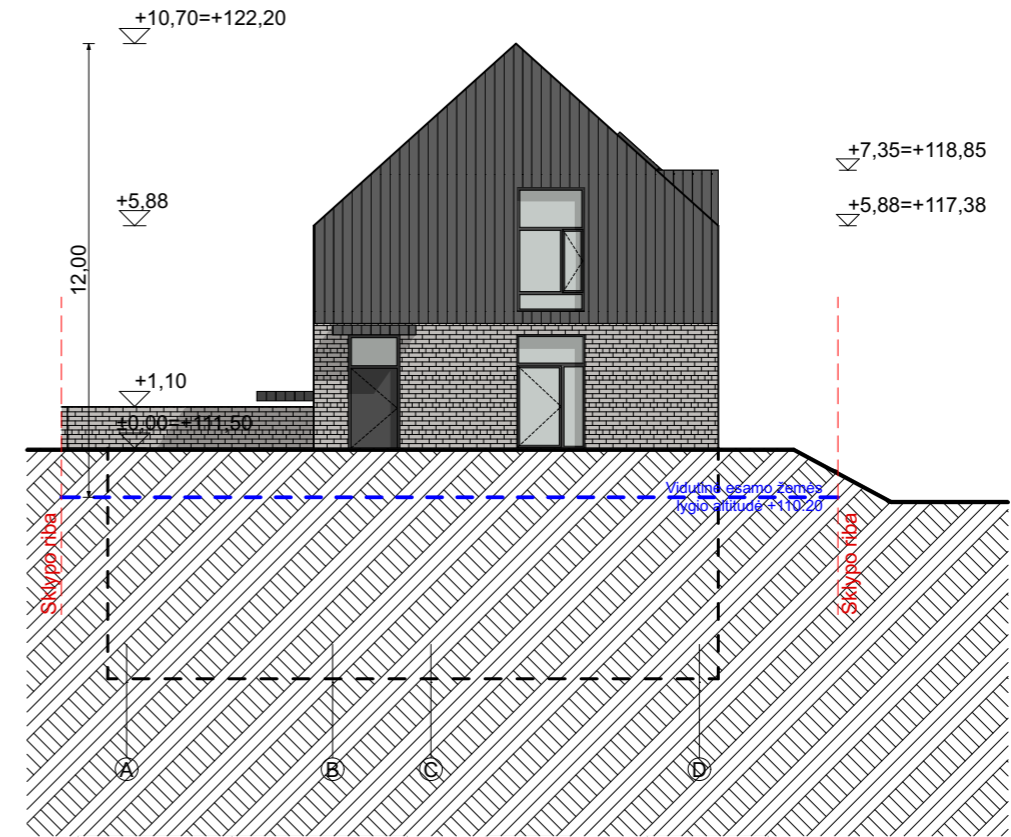 +10,70=+122,20
+7,35=+118,85
+5,88
+5,88=+117,38
12,00
+1,10
±0,00=+111,50
Vidutinė esamo žemės
lygio altitudė +110.20
Sklypo riba
Sklypo riba
A
B
C
D